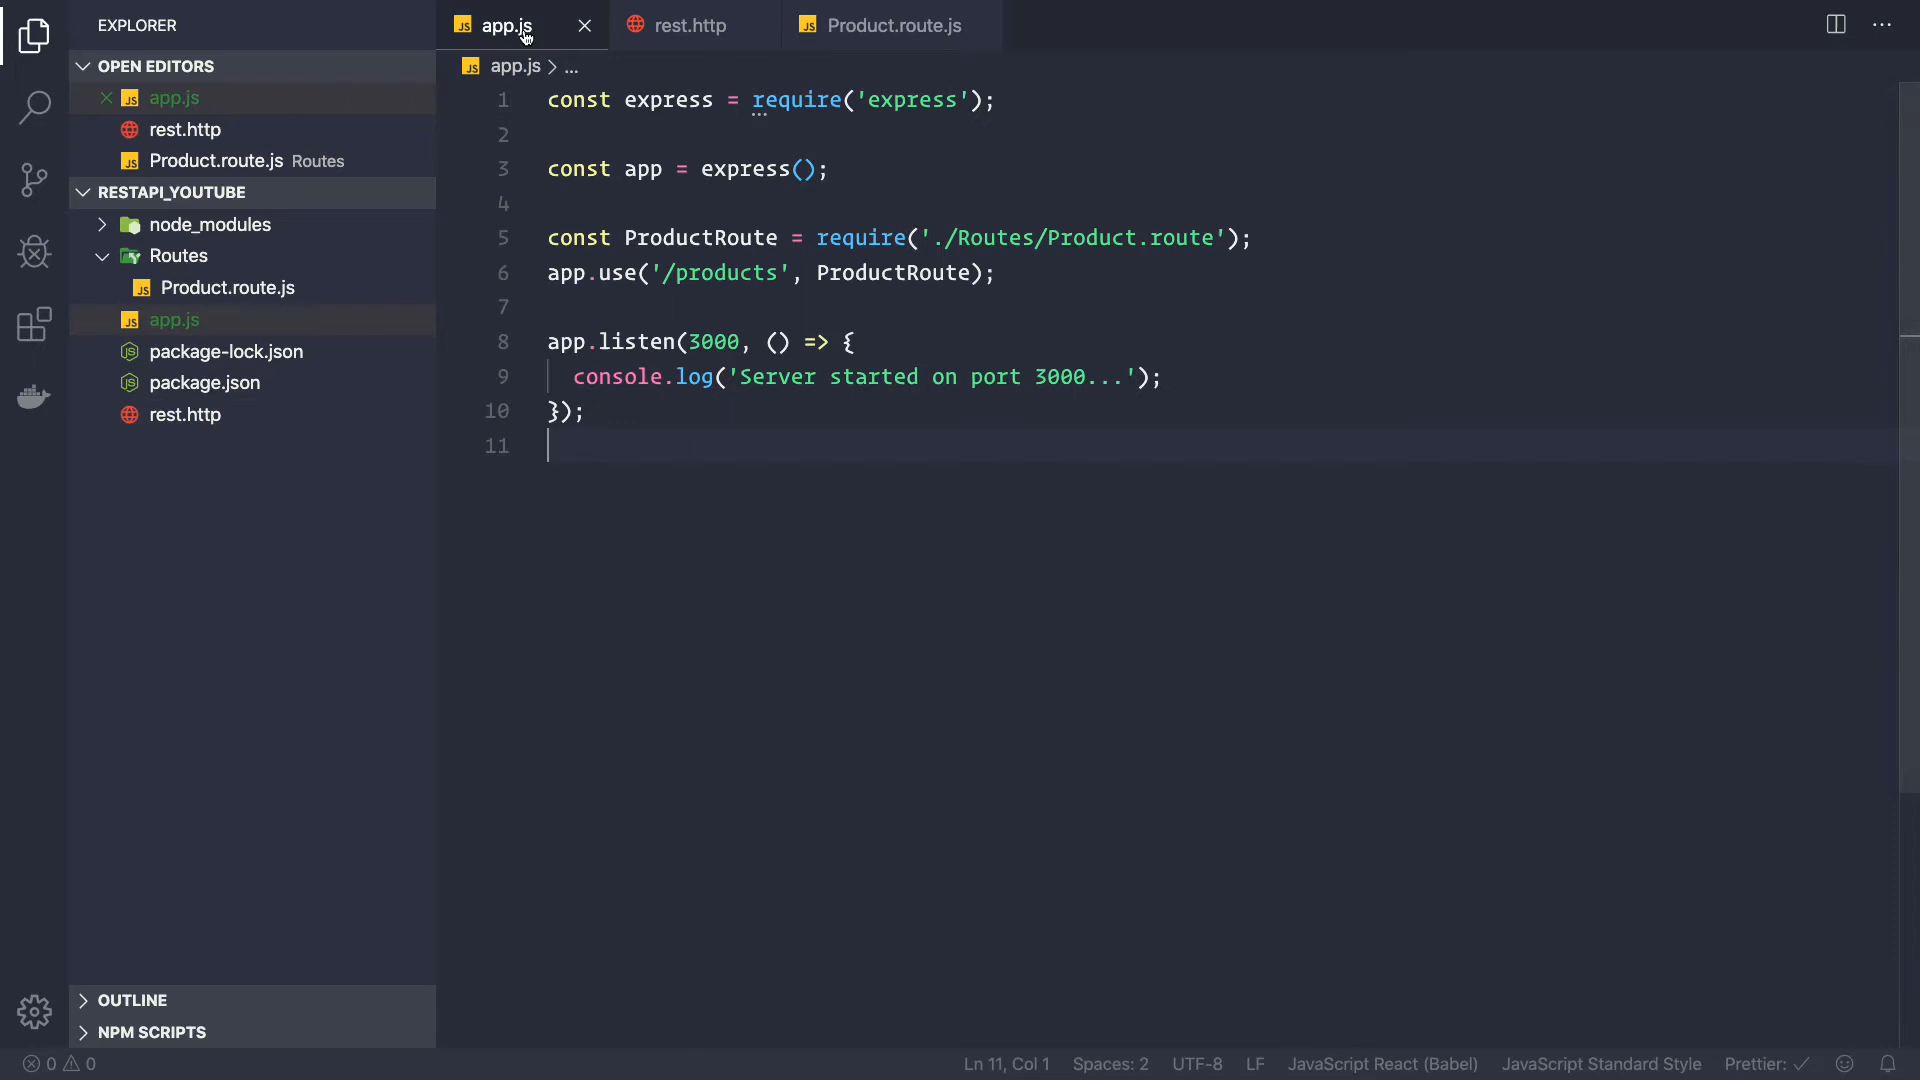 EXPLORER
OPEN EDITORS
app.js
rest.http
Product.route.js Routes
RESTAPI_YOUTUBE
node_modules
Routes
Product.route.js
app.js
package-lock.json
package.json
rest.http
OUTLINE
NPM SCRIPTS
app.js rest.http Product.route.js
app.js > ...
1 const express = require('express');
2
3 const app = express();
4
5 const ProductRoute = require('./Routes/Product.route');
6 app.use('/products', ProductRoute);
7
8 app.listen(3000, () => {
9 console.log('Server started on port 3000...');
10 });
11
0 0 Ln 11, Col 1 Spaces: 2 UTF-8 LF JavaScript React (Babel) JavaScript Standard Style Prettier: ✓